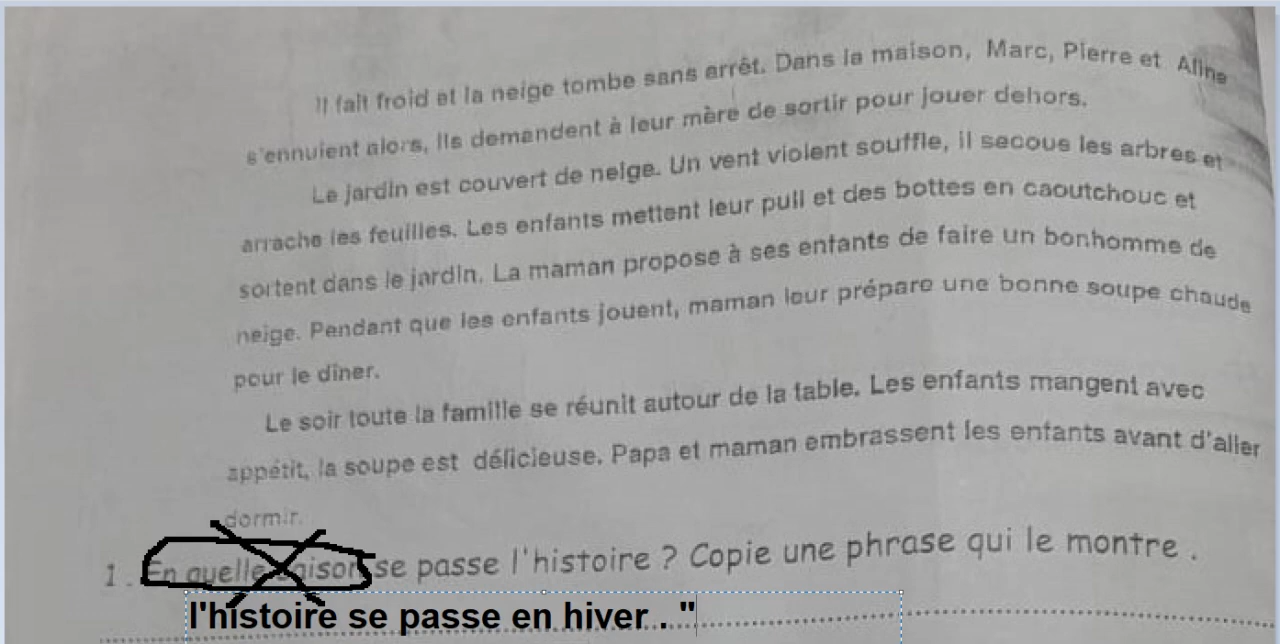 Il fait froid et la neige tombe sans arrêt. Dans la maison, Marc, Pierre et Aline
s'ennuient alors, ils demandent à leur mère de sortir pour jouer dehors.
Le jardin est couvert de neige. Un vent violent souffle, il secoue les arbres et
arrache les feuilles. Les enfants mettent leur pull et des bottes en caoutchouc et
sortent dans le jardin. La maman propose à ses enfants de faire un bonhomme de
neige. Pendant que les enfants jouent, maman leur prépare une bonne soupe chaude
pour le dîner.
Le soir toute la famille se réunit autour de la table. Les enfants mangent avec
appétit, la soupe est délicieuse. Papa et maman embrassent les enfants avant d'aller
dormir.
1. En quelle saison se passe l'histoire ? Copie une phrase qui le montre.
l'histoire se passe en hiver.. "